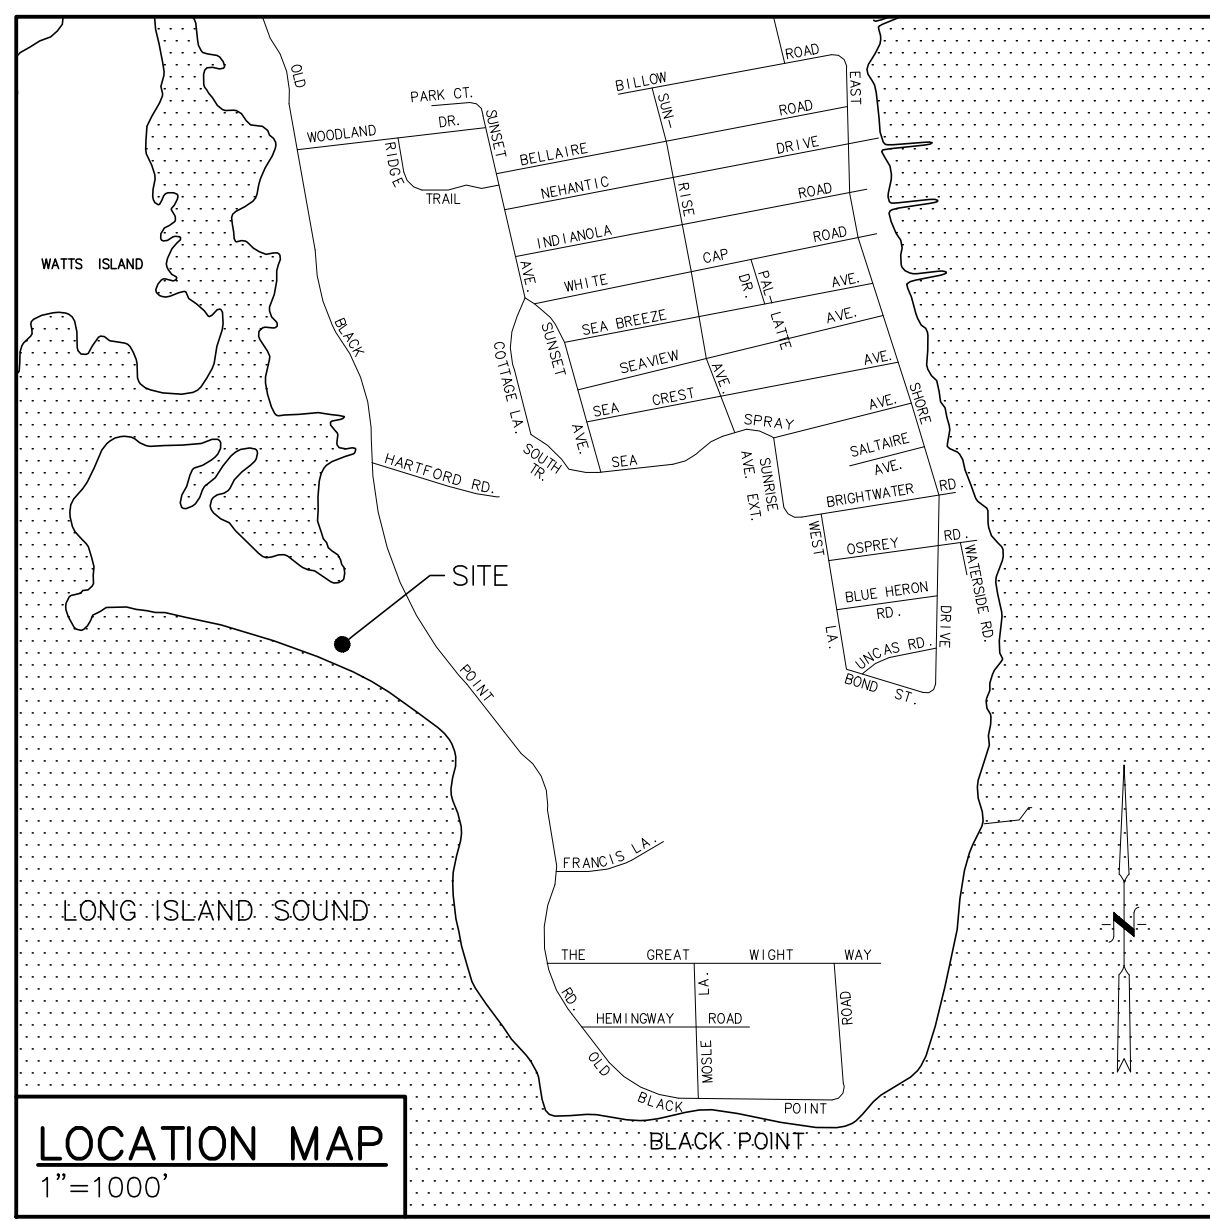 BILLOW ROAD
OLD
EAST
PARK CT.
SUN-
WOODLAND DR.
SUNSET
ROAD
BELLAIRE
RIDGE
DRIVE
NEHANTIC
TRAIL
RISE
ROAD
INDIANOLA
ROAD
WATTS ISLAND
AVE.
WHITE CAP
PAL-
DR.
AVE.
SEA BREEZE
LATTE
AVE.
BLACK
SUNSET
COTTAGE LA.
SEAVIEW
AVE.
AVE.
SEA CREST
SHORE
AVE.
SPRAY
AVE.
SALTAIRE
AVE.
SOUTH
TR.
SEA
HARTFORD RD.
SUNRISE
AVE. EXT.
BRIGHTWATER RD.
WEST
OSPREY RD.
WATERSIDE RD.
SITE
BLUE HERON
RD.
DRIVE
LA.
UNCAS RD.
BOND ST.
POINT
FRANCIS LA.
LONG ISLAND SOUND
N
THE GREAT WIGHT WAY
RD.
LA.
ROAD
HEMINGWAY ROAD
OLD
MOSLE
BLACK POINT
BLACK POINT
LOCATION MAP
1"=1000'